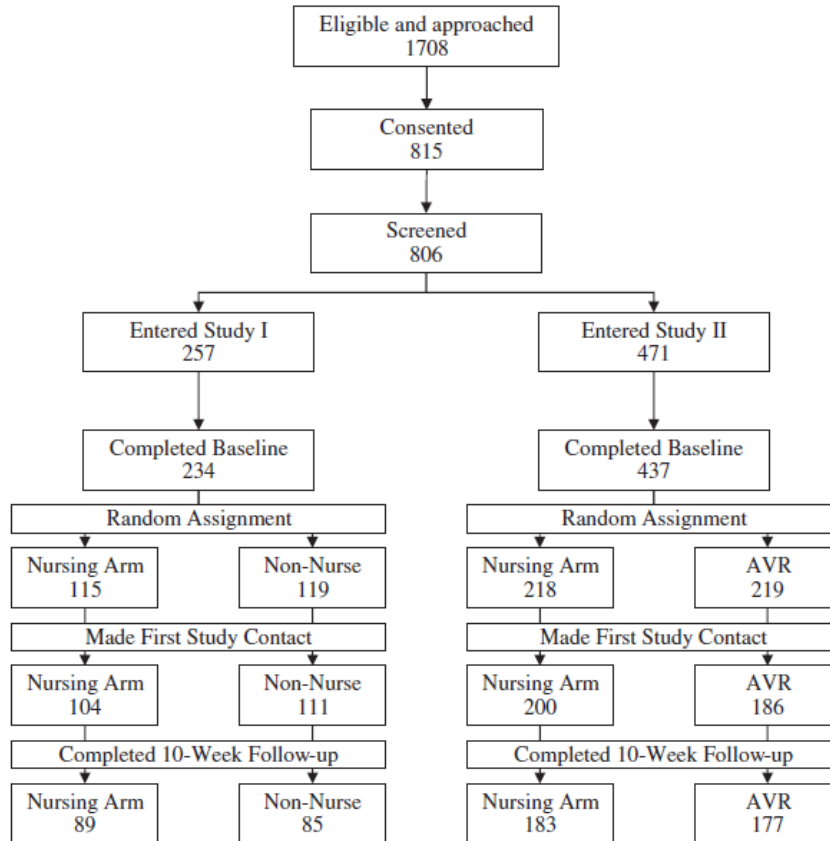 Eligible and approached
1708
Consented
815
Screened
806
Entered Study I
257
Entered Study II
471
Completed Baseline
234
Completed Baseline
437
Random Assignment
Random Assignment
Nursing Arm
115
Non-Nurse
119
Nursing Arm
218
AVR
219
Made First Study Contact
Made First Study Contact
Nursing Arm
104
Non-Nurse
111
Nursing Arm
200
AVR
186
Completed 10-Week Follow-up
Completed 10-Week Follow-up
Nursing Arm
89
Non-Nurse
85
Nursing Arm
183
AVR
177